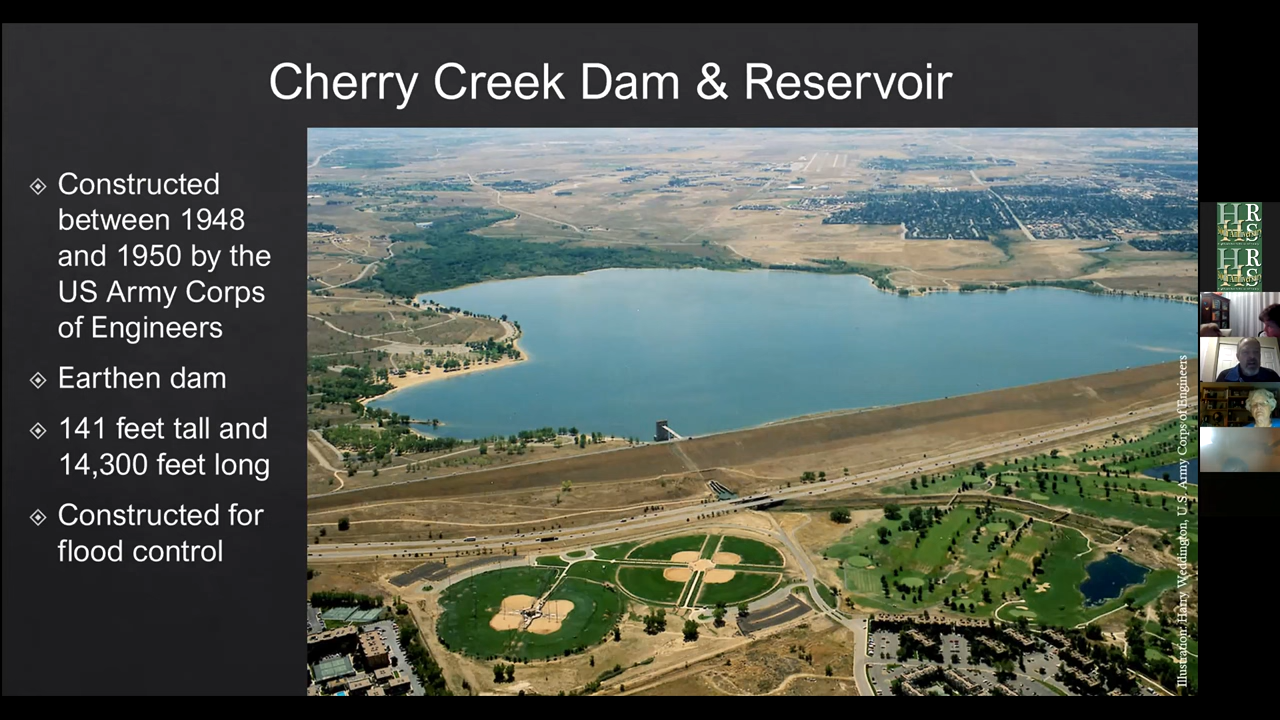 Cherry Creek Dam & Reservoir
Constructed
between 1948
and 1950 by the
US Army Corps
of Engineers
Earthen dam
141 feet tall and
14,300 feet long
Constructed for
flood control
Illustration: Harry Weddington, U.S. Army Corps of Engineers
H R
H S
H R
H S